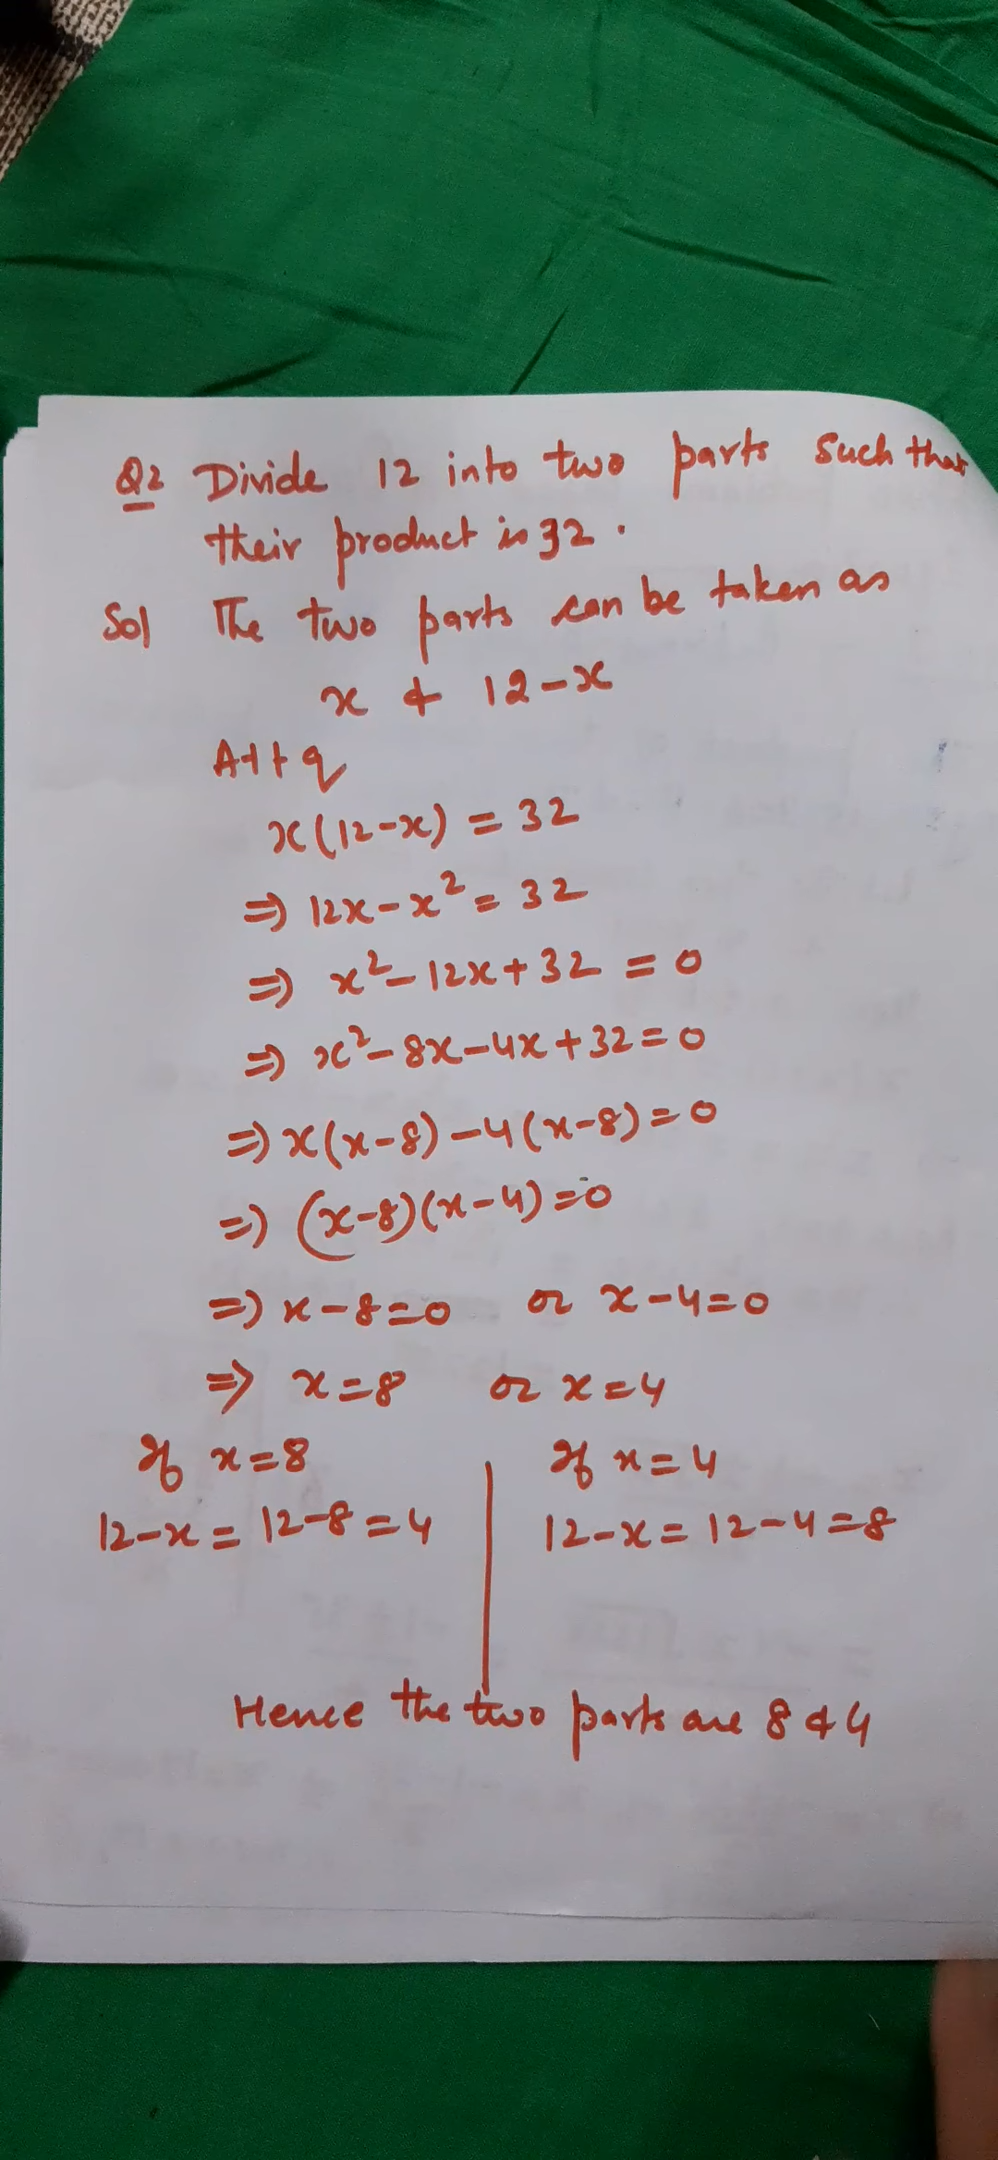 Q2 Divide 12 into two parts such that
their product is 32.
Sol The two parts can be taken as
x & 12-x
Attq
x(12-x) = 32
⇒ 12x-x² = 32
⇒ x²-12x+32 = 0
⇒ x²-8x-4x+32=0
⇒ x(x-8)-4(x-8)=0
⇒ (x-8)(x-4)=0
⇒ x-8=0 or x-4=0
⇒ x=8 or x=4
If x=8 If x=4
12-x = 12-8=4 12-x = 12-4=8
Hence the two parts are 8 & 4